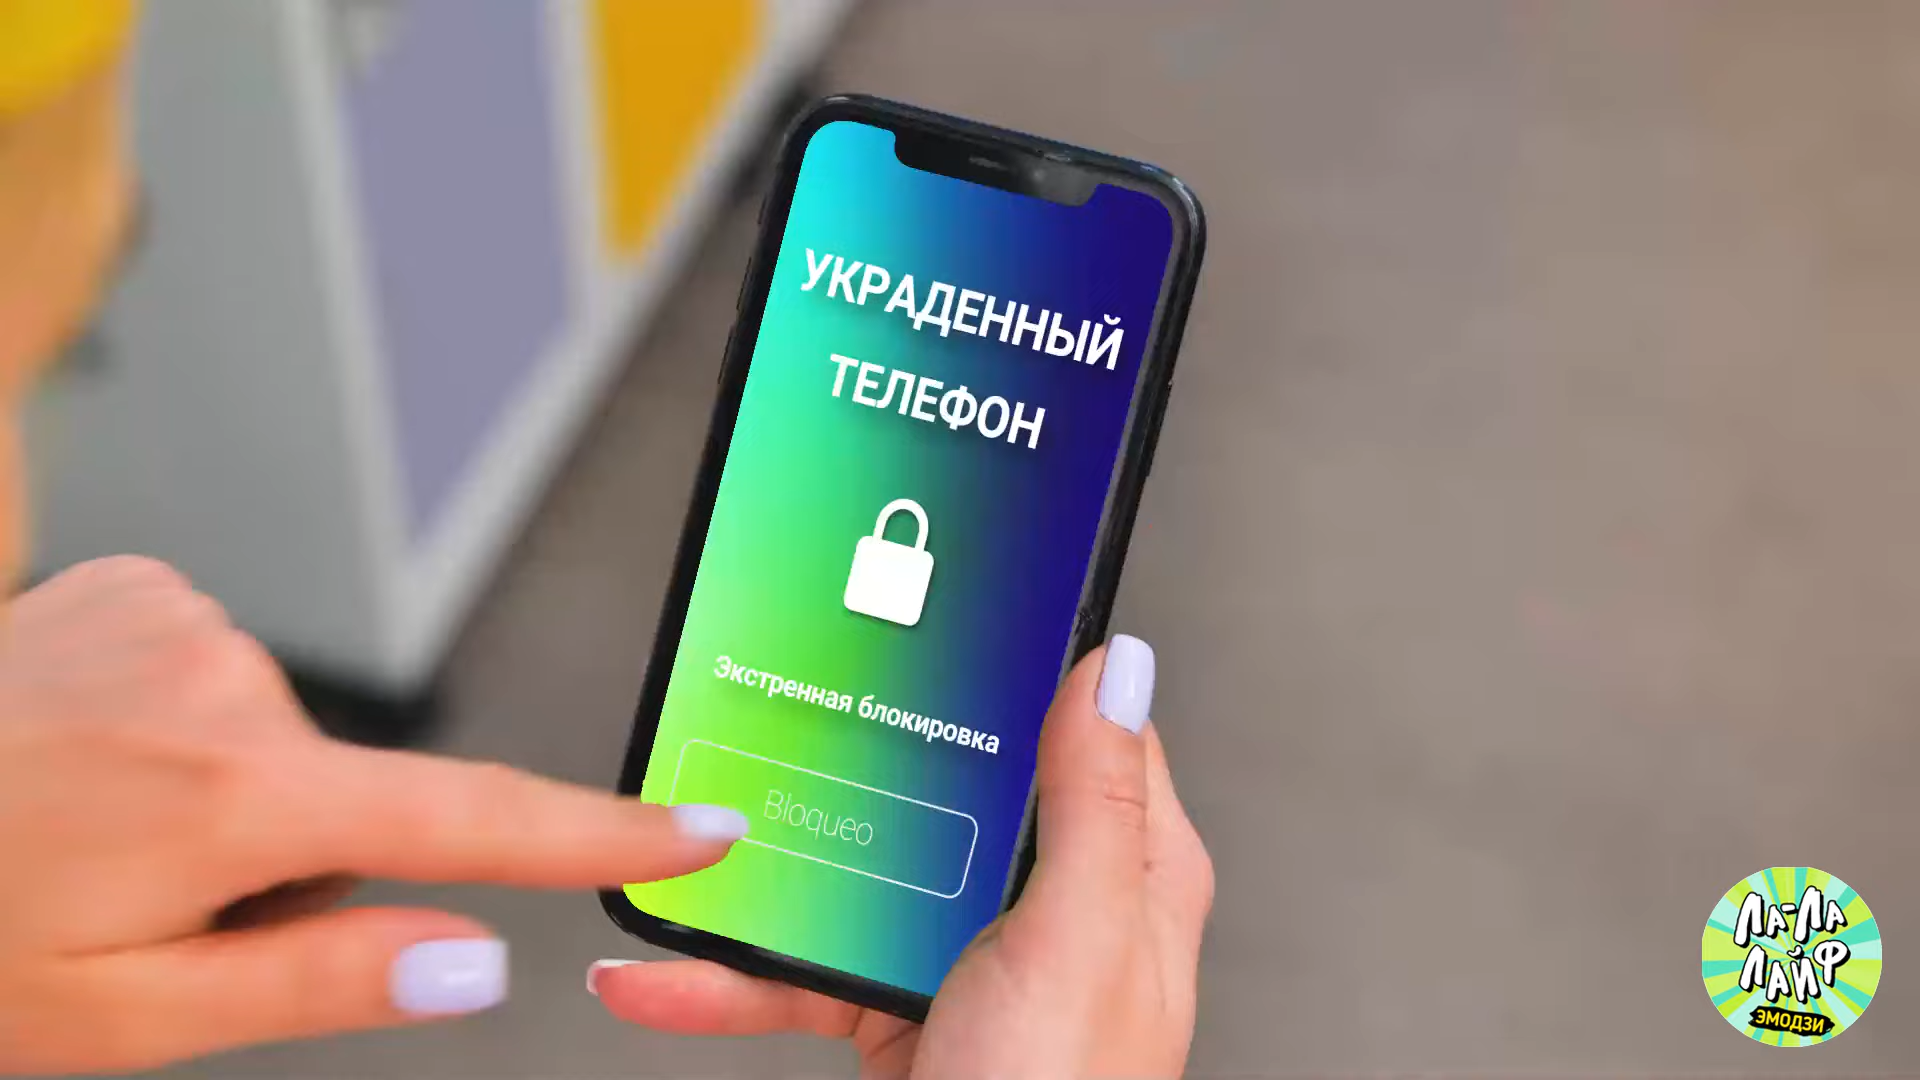 УКРАДЕННЫЙ
ТЕЛЕФОН
Экстренная блокировка
Bloqueo
ЛА-ЛА
ЛАЙФ
ЭМОДЗИ